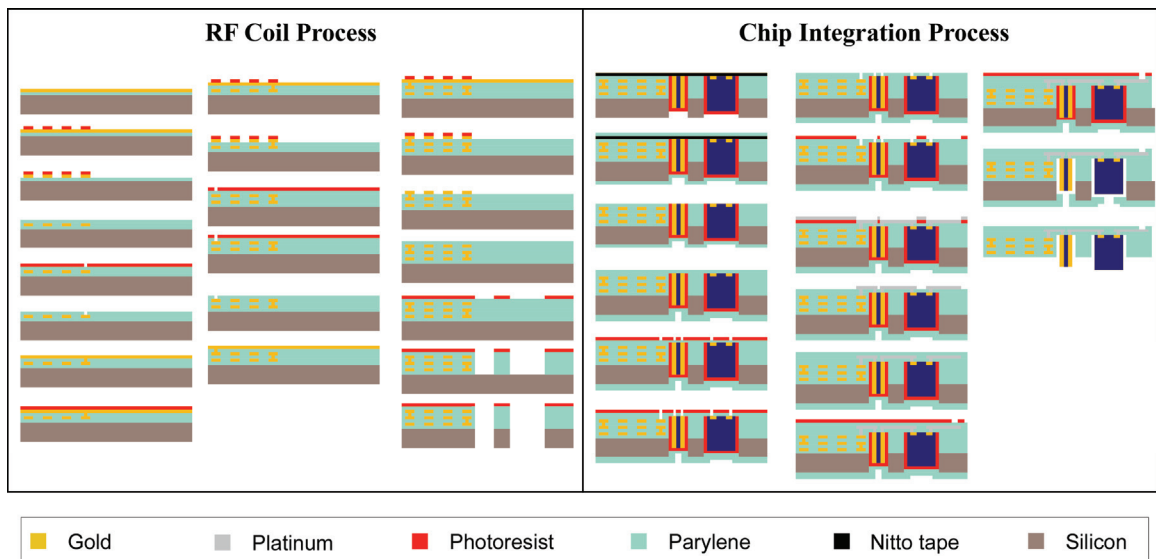 RF Coil Process
Chip Integration Process
Gold
Platinum
Photoresist
Parylene
Nitto tape
Silicon